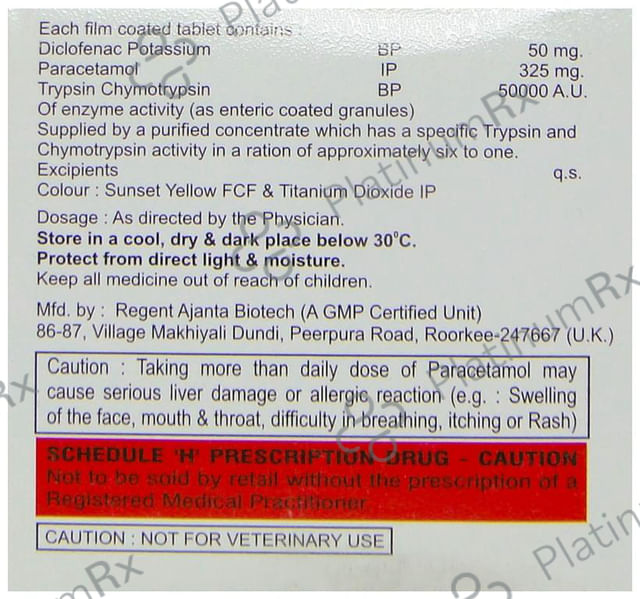 Each film coated tablet contains :
Diclofenac Potassium BP 50 mg.
Paracetamol IP 325 mg.
Trypsin Chymotrypsin BP 50000 A.U.
Of enzyme activity (as enteric coated granules)
Supplied by a purified concentrate which has a specific Trypsin and
Chymotrypsin activity in a ration of approximately six to one.
Excipients q.s.
Colour : Sunset Yellow FCF & Titanium Dioxide IP
Dosage : As directed by the Physician.
Store in a cool, dry & dark place below 30°C.
Protect from direct light & moisture.
Keep all medicine out of reach of children.
Mfd. by : Regent Ajanta Biotech (A GMP Certified Unit)
86-87, Village Makhiyali Dundi, Peerpura Road, Roorkee-247667 (U.K.)
Caution : Taking more than daily dose of Paracetamol may
cause serious liver damage or allergic reaction (e.g. : Swelling
of the face, mouth & throat, difficulty in breathing, itching or Rash)
SCHEDULE 'H' PRESCRIPTION DRUG - CAUTION
Not to be sold by retail without the prescription of a
Registered Medical Practitioner
CAUTION : NOT FOR VETERINARY USE
PlatinumRx
PlatinumRx